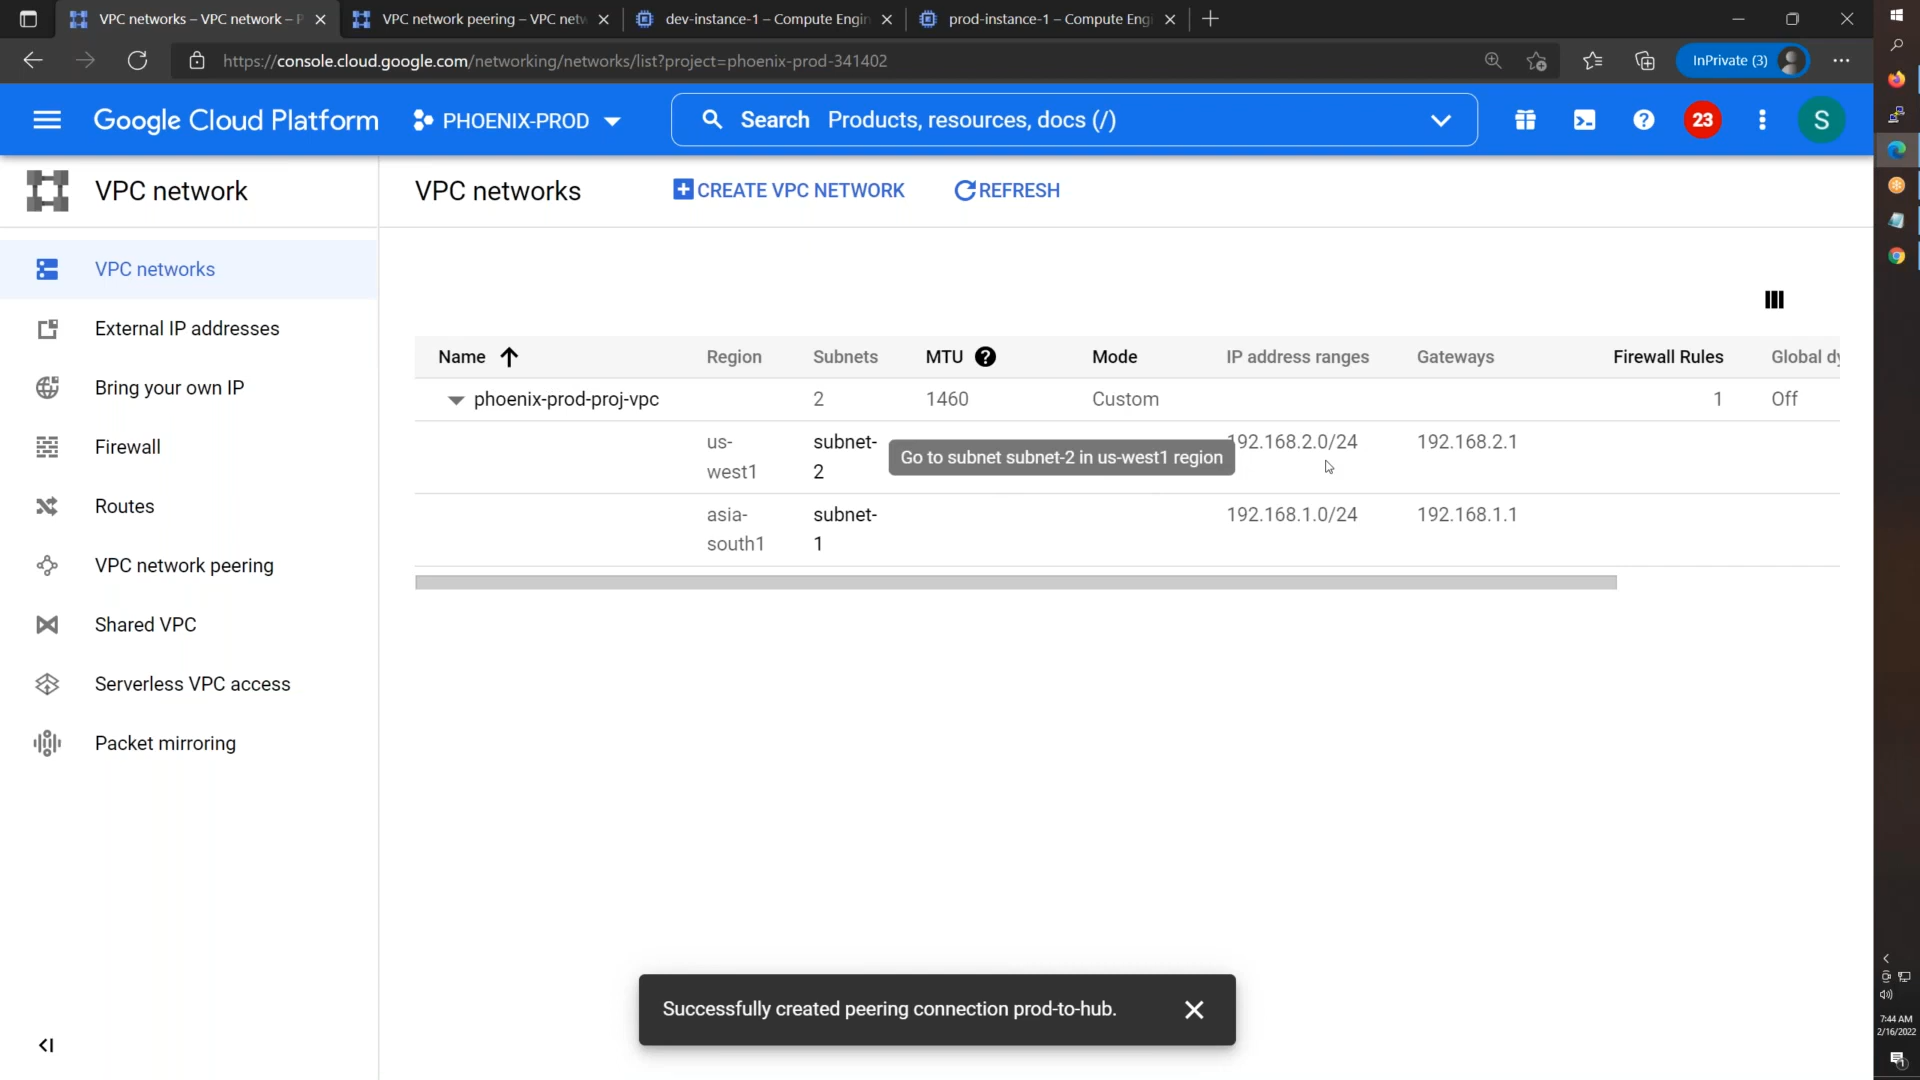 VPC networks – VPC network – P
VPC network peering – VPC netw
dev-instance-1 – Compute Engin
prod-instance-1 – Compute Engi
https://console.cloud.google.com/networking/networks/list?project=phoenix-prod-341402
InPrivate (3)
Google Cloud Platform
PHOENIX-PROD
Search Products, resources, docs (/)
23
S
VPC network
VPC networks
CREATE VPC NETWORK
REFRESH
VPC networks
External IP addresses
Bring your own IP
Firewall
Routes
VPC network peering
Shared VPC
Serverless VPC access
Packet mirroring
Name Region Subnets MTU Mode IP address ranges Gateways Firewall Rules Global dy
phoenix-prod-proj-vpc 2 1460 Custom 1 Off
us-west1 subnet-2 192.168.2.0/24 192.168.2.1
Go to subnet subnet-2 in us-west1 region
asia-south1 subnet-1 192.168.1.0/24 192.168.1.1
Successfully created peering connection prod-to-hub.
7:44 AM
2/16/2022
1